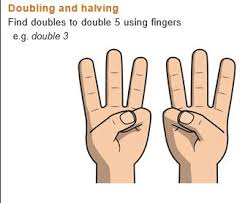 Doubling and halving
Find doubles to double 5 using fingers
e.g. double 3